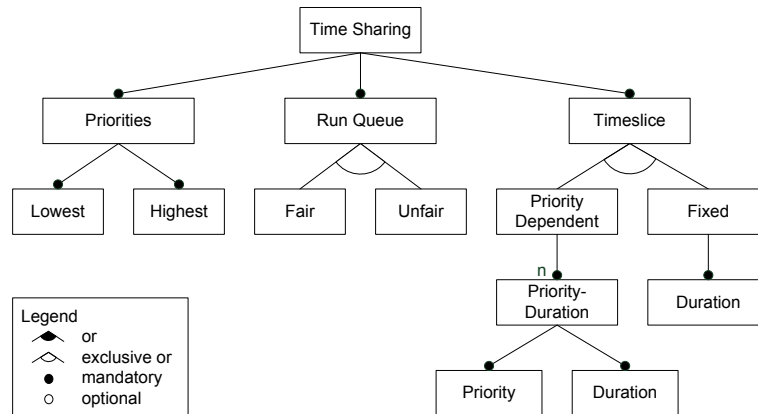 Time Sharing
Priorities
Run Queue
Timeslice
Lowest
Highest
Fair
Unfair
Priority
Dependent
Fixed
n
Priority-
Duration
Duration
Priority
Duration
Legend
or
exclusive or
mandatory
optional